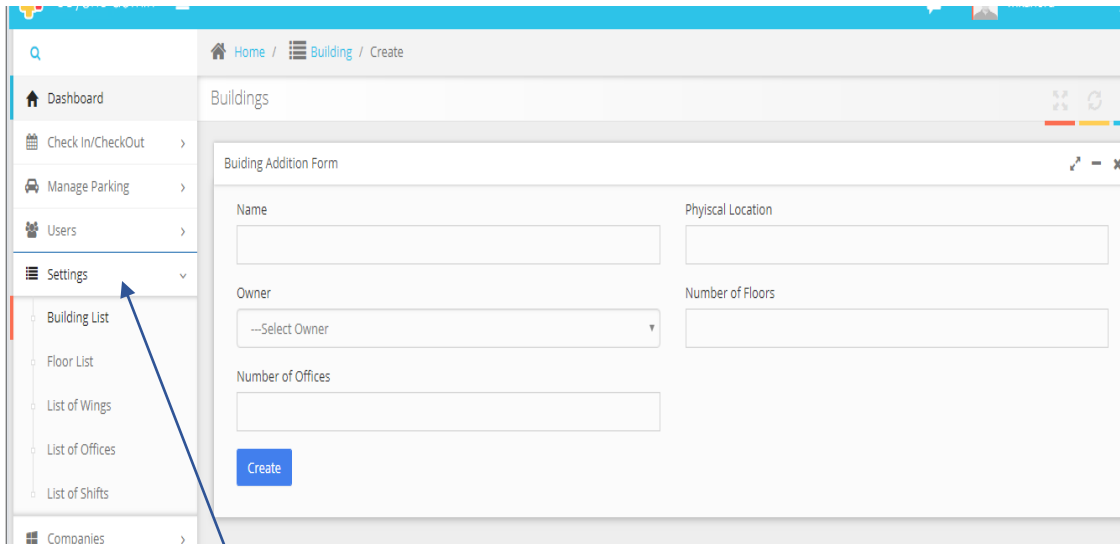 Home / Building / Create
Dashboard
Buildings
Check In/CheckOut
Buiding Addition Form
Manage Parking
Name
Phyiscal Location
Users
Settings
Owner
Number of Floors
---Select Owner
Building List
Floor List
Number of Offices
List of Wings
List of Offices
Create
List of Shifts
Companies